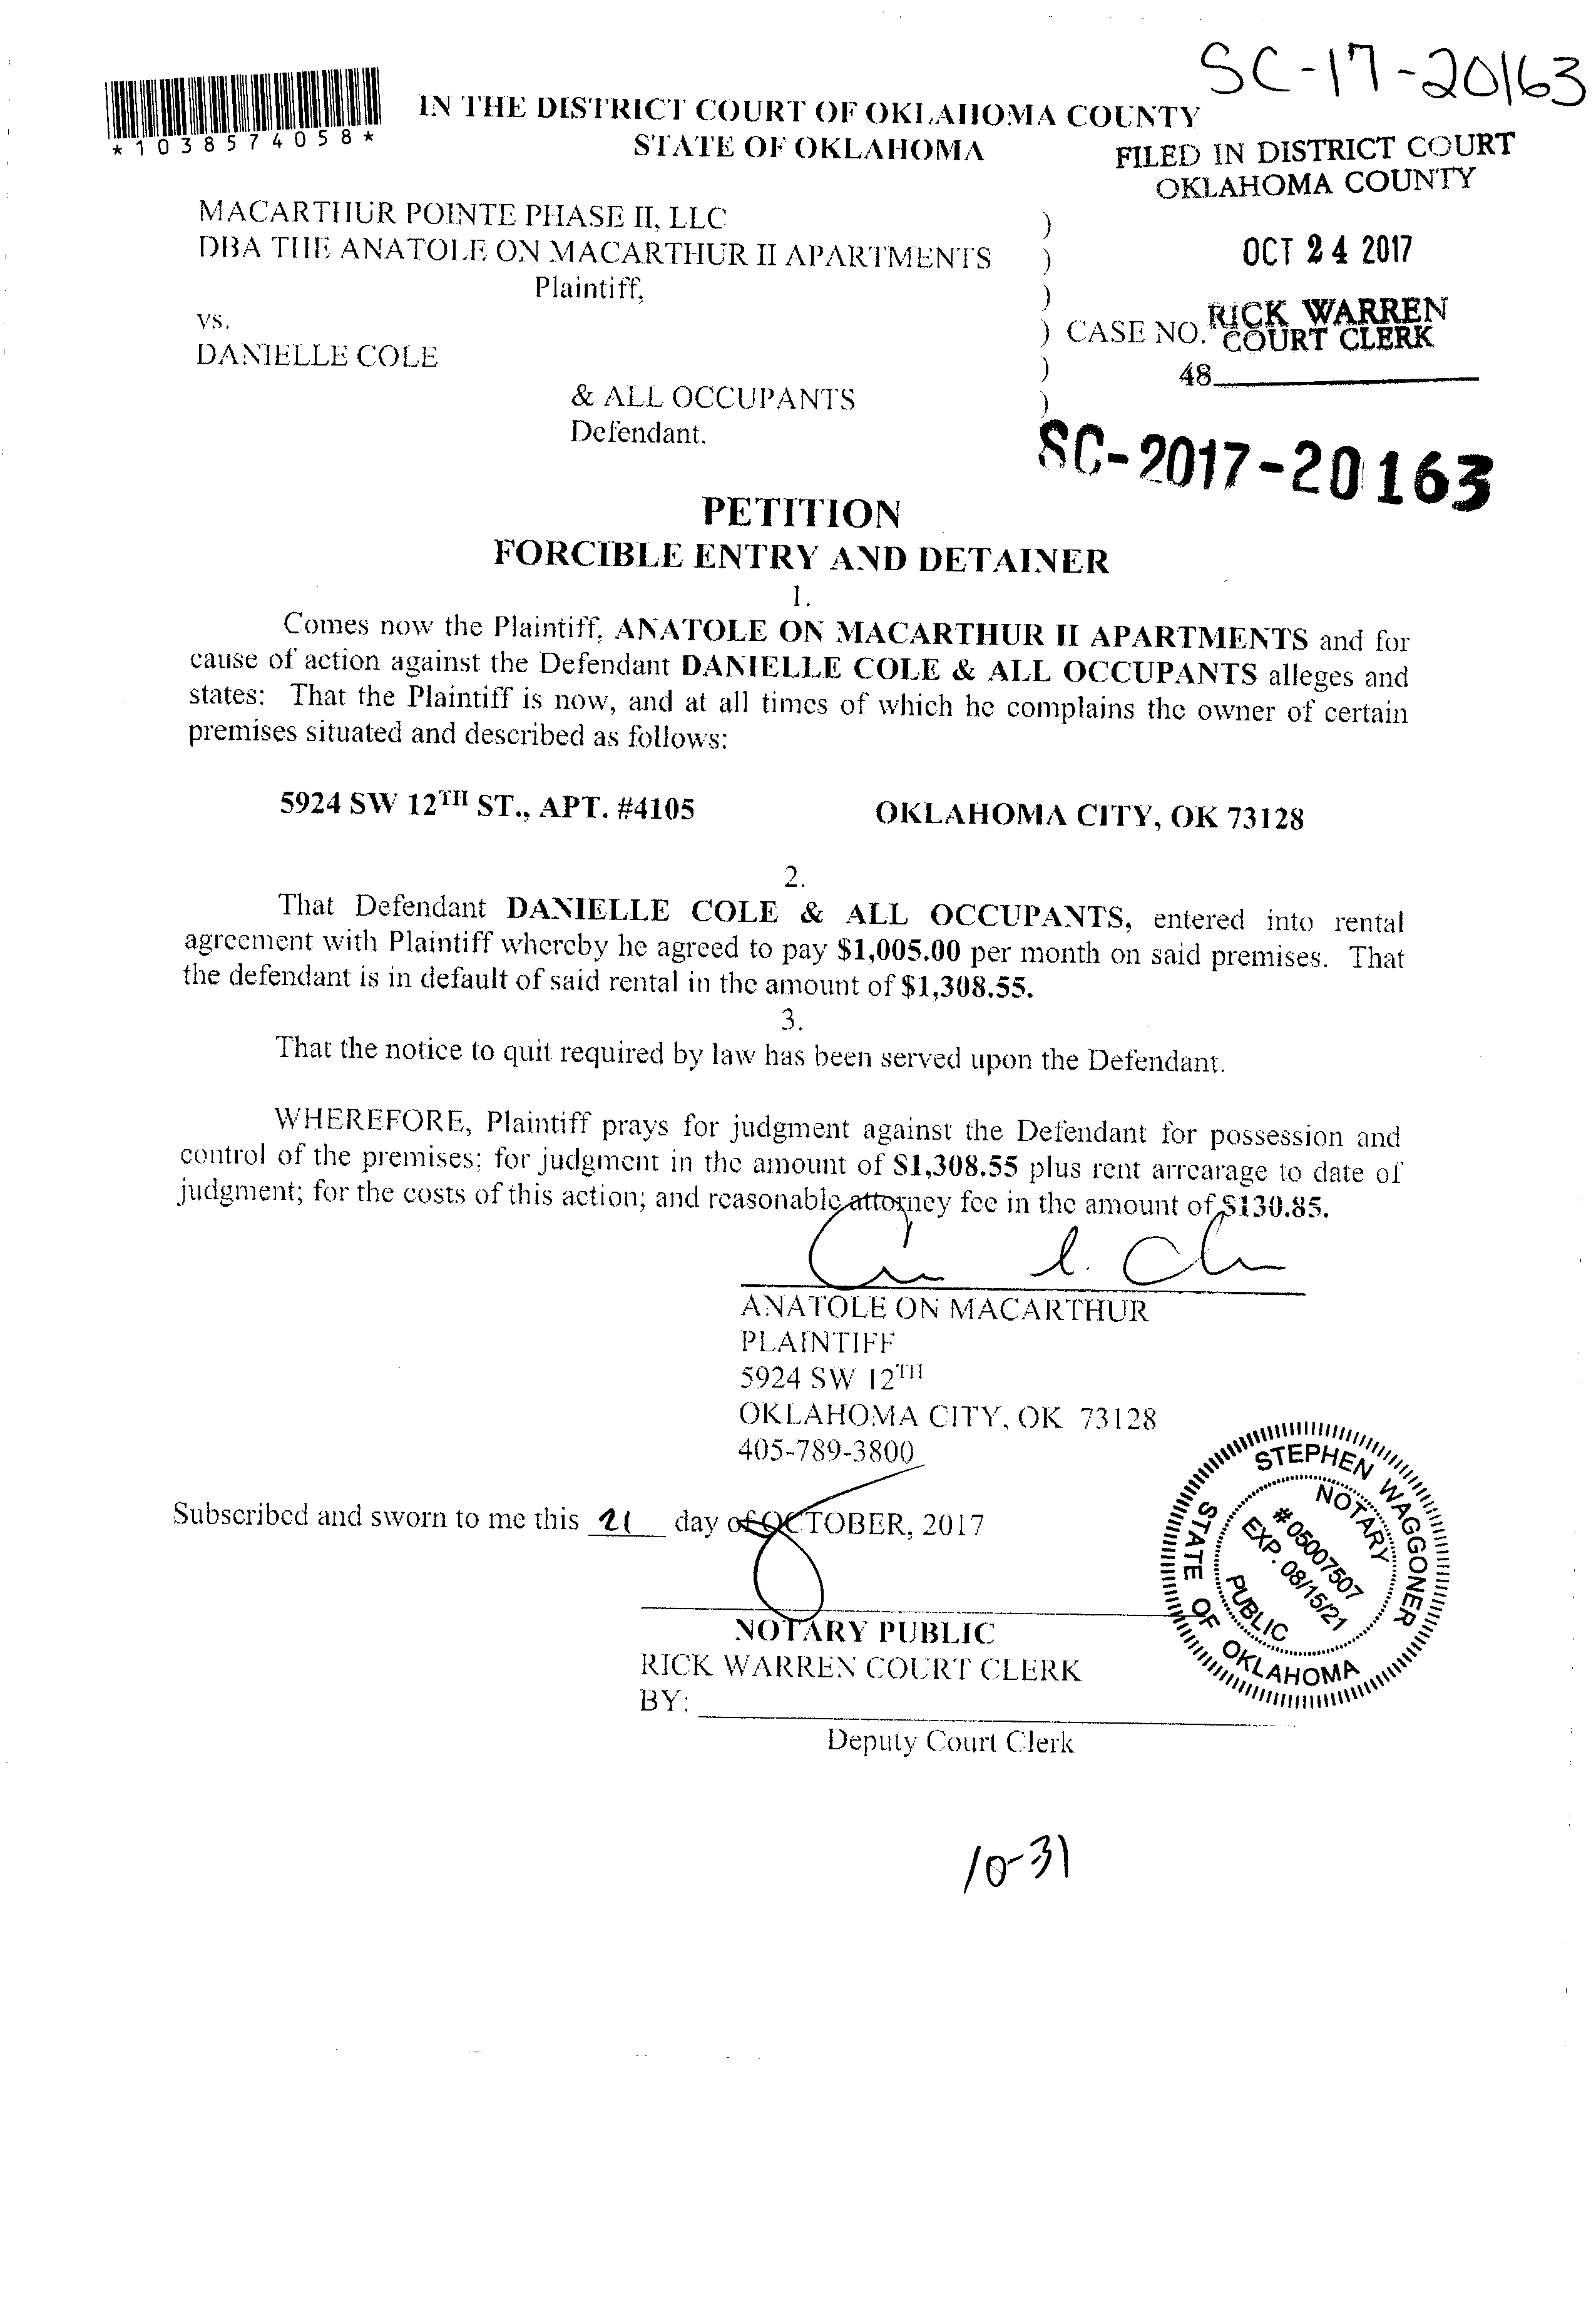 SC-17-20163
*1038574058*
IN THE DISTRICT COURT OF OKLAHOMA COUNTY
STATE OF OKLAHOMA
FILED IN DISTRICT COURT
OKLAHOMA COUNTY
MACARTHUR POINTE PHASE II, LLC )
DBA THE ANATOLE ON MACARTHUR II APARTMENTS )
OCT 24 2017
Plaintiff, )
vs. ) CASE NO.
RICK WARREN
COURT CLERK
DANIELLE COLE )
48
& ALL OCCUPANTS )
Defendant.
SC-2017-20163
PETITION
FORCIBLE ENTRY AND DETAINER
1.
Comes now the Plaintiff, ANATOLE ON MACARTHUR II APARTMENTS and for
cause of action against the Defendant DANIELLE COLE & ALL OCCUPANTS alleges and
states: That the Plaintiff is now, and at all times of which he complains the owner of certain
premises situated and described as follows:
5924 SW 12TH ST., APT. #4105 OKLAHOMA CITY, OK 73128
2.
That Defendant DANIELLE COLE & ALL OCCUPANTS, entered into rental
agreement with Plaintiff whereby he agreed to pay $1,005.00 per month on said premises. That
the defendant is in default of said rental in the amount of $1,308.55.
3.
That the notice to quit required by law has been served upon the Defendant.
WHEREFORE, Plaintiff prays for judgment against the Defendant for possession and
control of the premises; for judgment in the amount of $1,308.55 plus rent arrearage to date of
judgment; for the costs of this action; and reasonable attorney fee in the amount of $130.85.
ANATOLE ON MACARTHUR
PLAINTIFF
5924 SW 12TH
OKLAHOMA CITY, OK 73128
405-789-3800
Subscribed and sworn to me this 21 day of OCTOBER, 2017
STEPHEN WAGGONER
NOTARY PUBLIC
# 05007507
EXP. 08/15/21
STATE OF OKLAHOMA
NOTARY PUBLIC
RICK WARREN COURT CLERK
BY:
Deputy Court Clerk
10-31